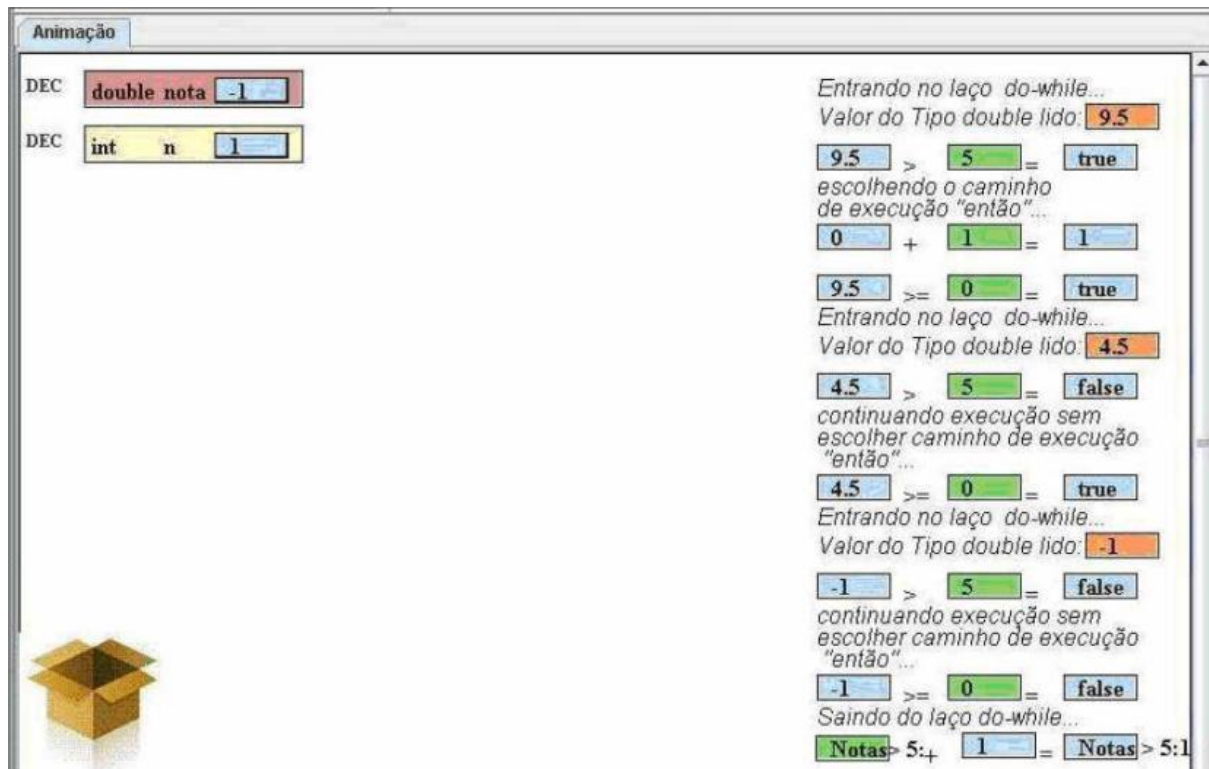 Animação
DEC double nota -1
DEC int n 1
Entrando no laço do-while...
Valor do Tipo double lido: 9.5
9.5 > 5 = true
escolhendo o caminho
de execução "então"...
0 + 1 = 1
9.5 >= 0 = true
Entrando no laço do-while...
Valor do Tipo double lido: 4.5
4.5 > 5 = false
continuando execução sem
escolher caminho de execução
"então"...
4.5 >= 0 = true
Entrando no laço do-while...
Valor do Tipo double lido: -1
-1 > 5 = false
continuando execução sem
escolher caminho de execução
"então"...
-1 >= 0 = false
Saindo do laço do-while...
Notas> 5:+ 1 = Notas > 5:1